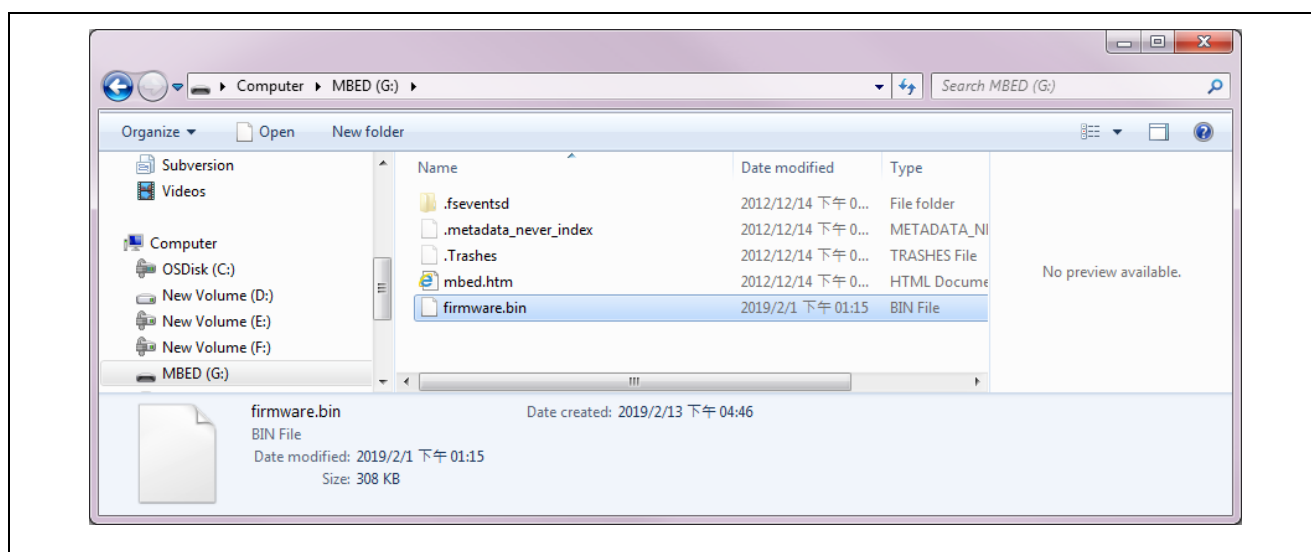 Computer MBED (G:)
Search MBED (G:)
Organize Open New folder
Subversion
Videos
Computer
OSDisk (C:)
New Volume (D:)
New Volume (E:)
New Volume (F:)
MBED (G:)
Name Date modified Type
.fseventsd 2012/12/14 下午 0... File folder
.metadata_never_index 2012/12/14 下午 0... METADATA_NI
.Trashes 2012/12/14 下午 0... TRASHES File
mbed.htm 2012/12/14 下午 0... HTML Docume
firmware.bin 2019/2/1 下午 01:15 BIN File
No preview available.
firmware.bin Date created: 2019/2/13 下午 04:46
BIN File
Date modified: 2019/2/1 下午 01:15
Size: 308 KB